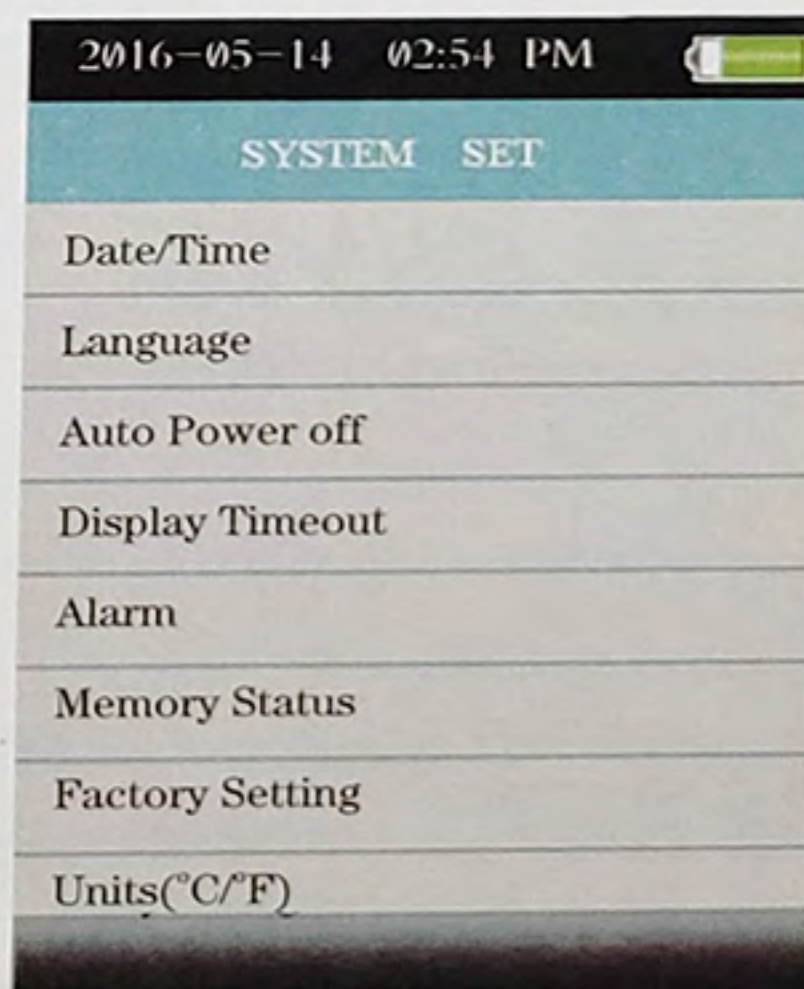 2016-05-14 02:54 PM
SYSTEM SET
Date/Time
Language
Auto Power off
Display Timeout
Alarm
Memory Status
Factory Setting
Units(°C/°F)